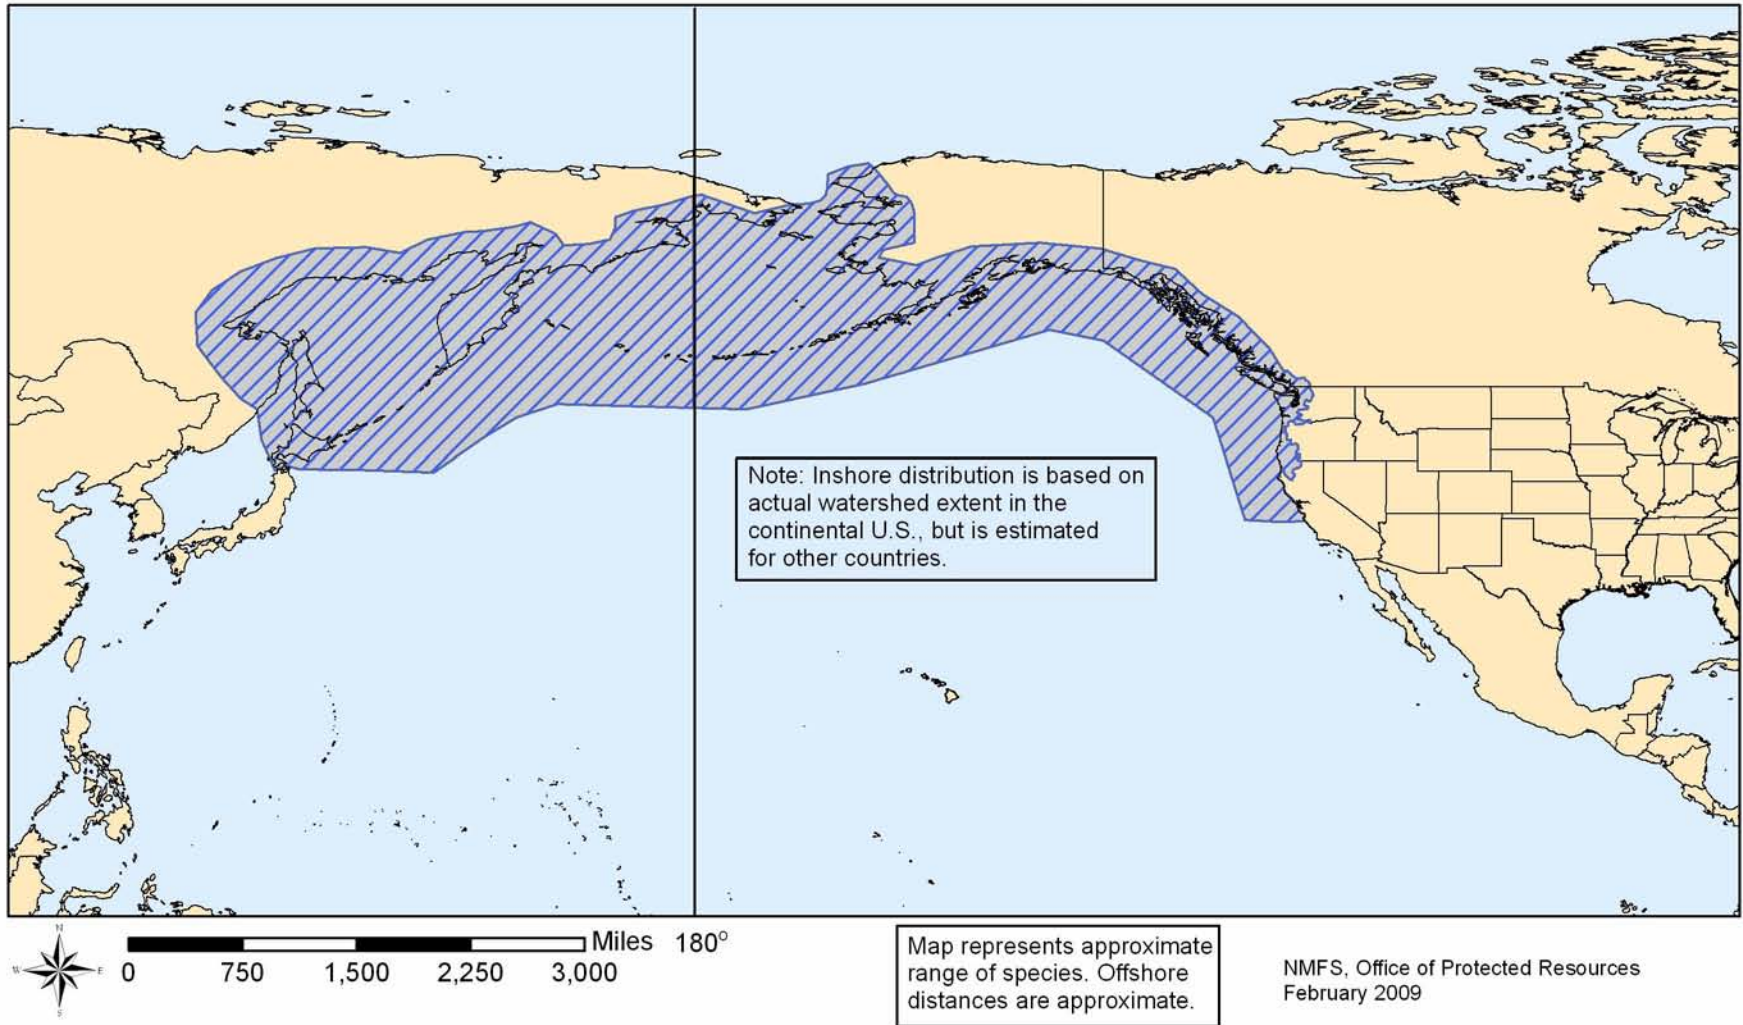 Note: Inshore distribution is based on
actual watershed extent in the
continental U.S., but is estimated
for other countries.
N
W E
S
Miles 180°
0 750 1,500 2,250 3,000
Map represents approximate
range of species. Offshore
distances are approximate.
NMFS, Office of Protected Resources
February 2009